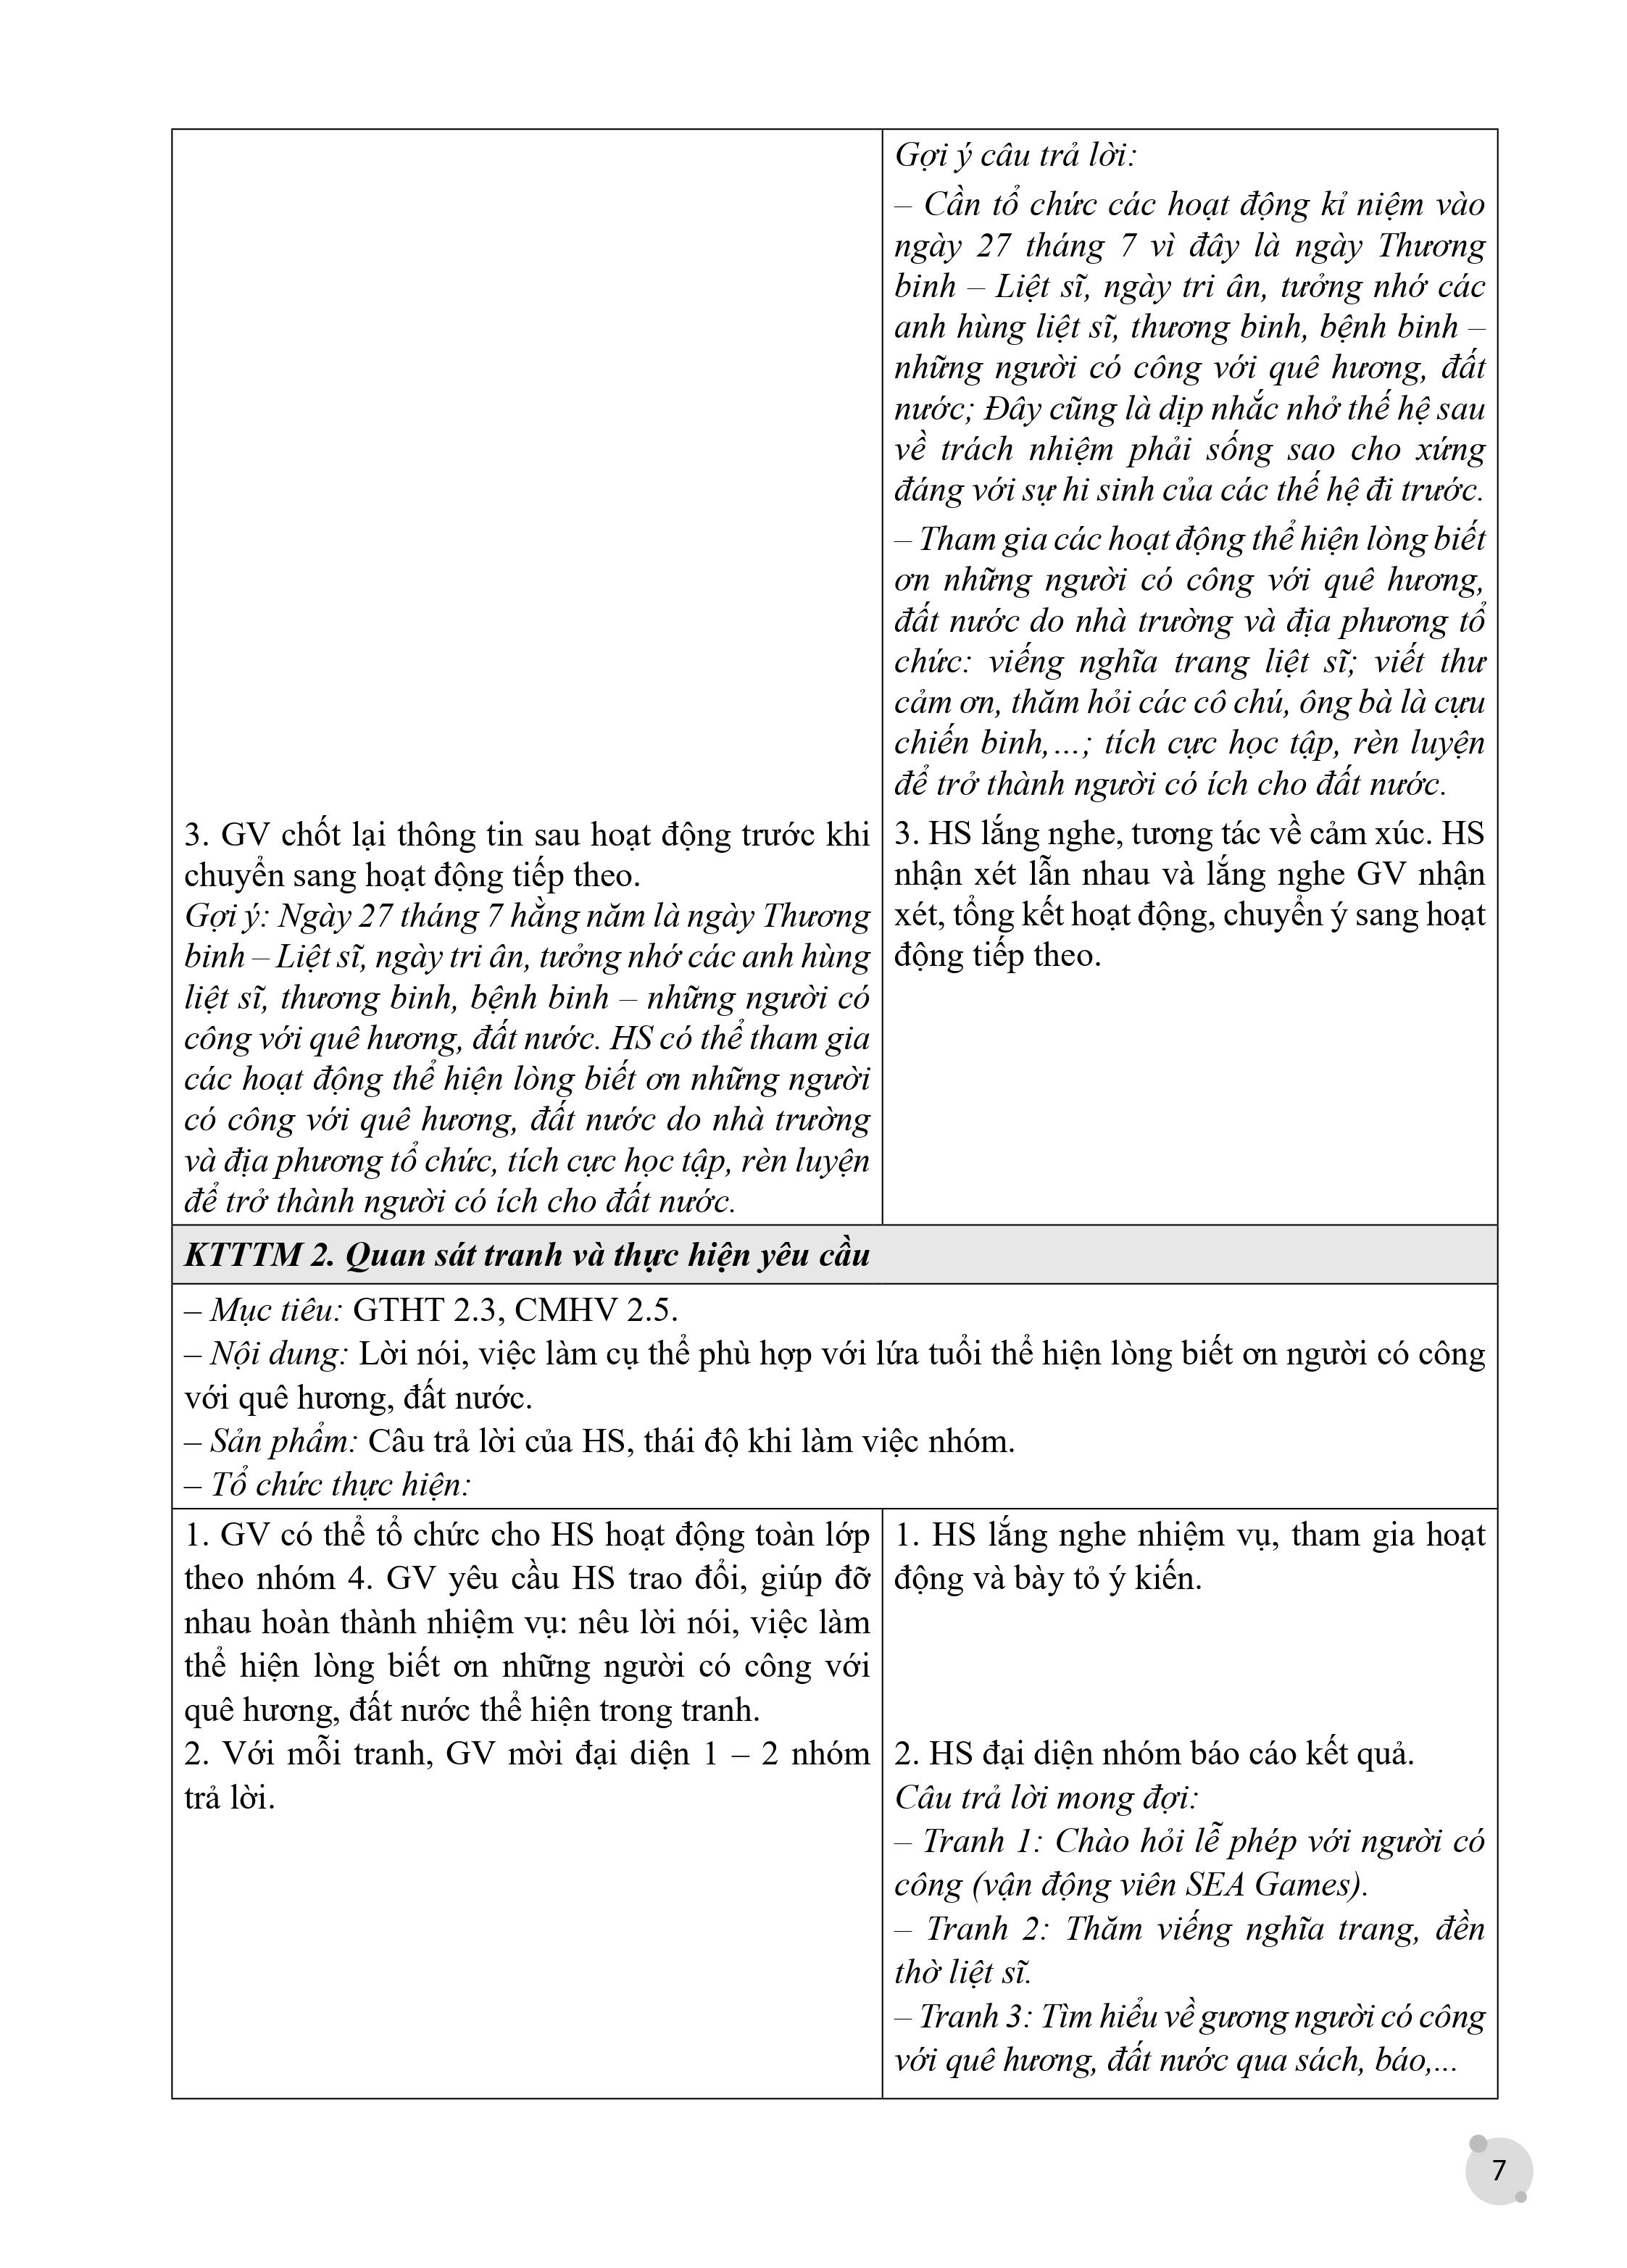 Gợi ý câu trả lời:
– Cần tổ chức các hoạt động kỉ niệm vào
ngày 27 tháng 7 vì đây là ngày Thương
binh – Liệt sĩ, ngày tri ân, tưởng nhớ các
anh hùng liệt sĩ, thương binh, bệnh binh –
những người có công với quê hương, đất
nước; Đây cũng là dịp nhắc nhở thế hệ sau
về trách nhiệm phải sống sao cho xứng
đáng với sự hi sinh của các thế hệ đi trước.
– Tham gia các hoạt động thể hiện lòng biết
ơn những người có công với quê hương,
đất nước do nhà trường và địa phương tổ
chức: viếng nghĩa trang liệt sĩ; viết thư
cảm ơn, thăm hỏi các cô chú, ông bà là cựu
chiến binh,...; tích cực học tập, rèn luyện
để trở thành người có ích cho đất nước.
3. GV chốt lại thông tin sau hoạt động trước khi
chuyển sang hoạt động tiếp theo.
Gợi ý: Ngày 27 tháng 7 hằng năm là ngày Thương
binh – Liệt sĩ, ngày tri ân, tưởng nhớ các anh hùng
liệt sĩ, thương binh, bệnh binh – những người có
công với quê hương, đất nước. HS có thể tham gia
các hoạt động thể hiện lòng biết ơn những người
có công với quê hương, đất nước do nhà trường
và địa phương tổ chức, tích cực học tập, rèn luyện
để trở thành người có ích cho đất nước.
3. HS lắng nghe, tương tác về cảm xúc. HS
nhận xét lẫn nhau và lắng nghe GV nhận
xét, tổng kết hoạt động, chuyển ý sang hoạt
động tiếp theo.
KTTTM 2. Quan sát tranh và thực hiện yêu cầu
– Mục tiêu: GTHT 2.3, CMHV 2.5.
– Nội dung: Lời nói, việc làm cụ thể phù hợp với lứa tuổi thể hiện lòng biết ơn người có công
với quê hương, đất nước.
– Sản phẩm: Câu trả lời của HS, thái độ khi làm việc nhóm.
– Tổ chức thực hiện:
1. GV có thể tổ chức cho HS hoạt động toàn lớp
theo nhóm 4. GV yêu cầu HS trao đổi, giúp đỡ
nhau hoàn thành nhiệm vụ: nêu lời nói, việc làm
thể hiện lòng biết ơn những người có công với
quê hương, đất nước thể hiện trong tranh.
2. Với mỗi tranh, GV mời đại diện 1 – 2 nhóm
trả lời.
1. HS lắng nghe nhiệm vụ, tham gia hoạt
động và bày tỏ ý kiến.
2. HS đại diện nhóm báo cáo kết quả.
Câu trả lời mong đợi:
– Tranh 1: Chào hỏi lễ phép với người có
công (vận động viên SEA Games).
– Tranh 2: Thăm viếng nghĩa trang, đền
thờ liệt sĩ.
– Tranh 3: Tìm hiểu về gương người có công
với quê hương, đất nước qua sách, báo,...
7